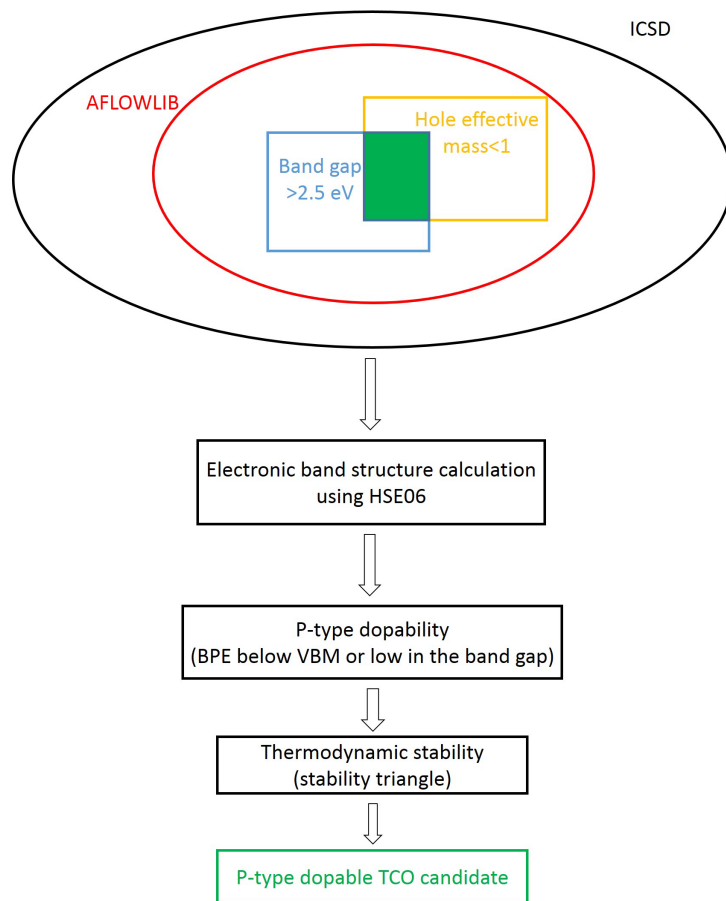 ICSD
AFLOWLIB
Hole effective
mass<1
Band gap
>2.5 eV
Electronic band structure calculation
using HSE06
P-type dopability
(BPE below VBM or low in the band gap)
Thermodynamic stability
(stability triangle)
P-type dopable TCO candidate